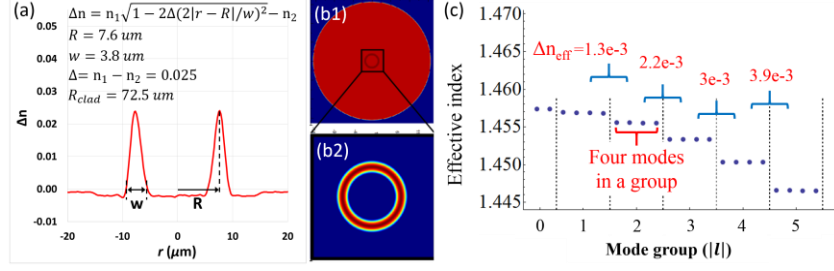 (a)
Δn = n₁√1 − 2Δ(2|r − R|/w)² − n₂
R = 7.6 um
w = 3.8 um
Δ= n₁ − n₂ = 0.025
R_clad = 72.5 um
0.05
0.04
0.03
0.02
0.01
0.00
-0.01
Δn
w
R
-20
-10
0
10
20
r (μm)
(b1)
(b2)
(c)
1.470
1.465
1.460
1.455
1.450
1.445
Effective index
Δn_eff = 1.3e-3
2.2e-3
3e-3
3.9e-3
Four modes
in a group
0
1
2
3
4
5
Mode group (|l|)